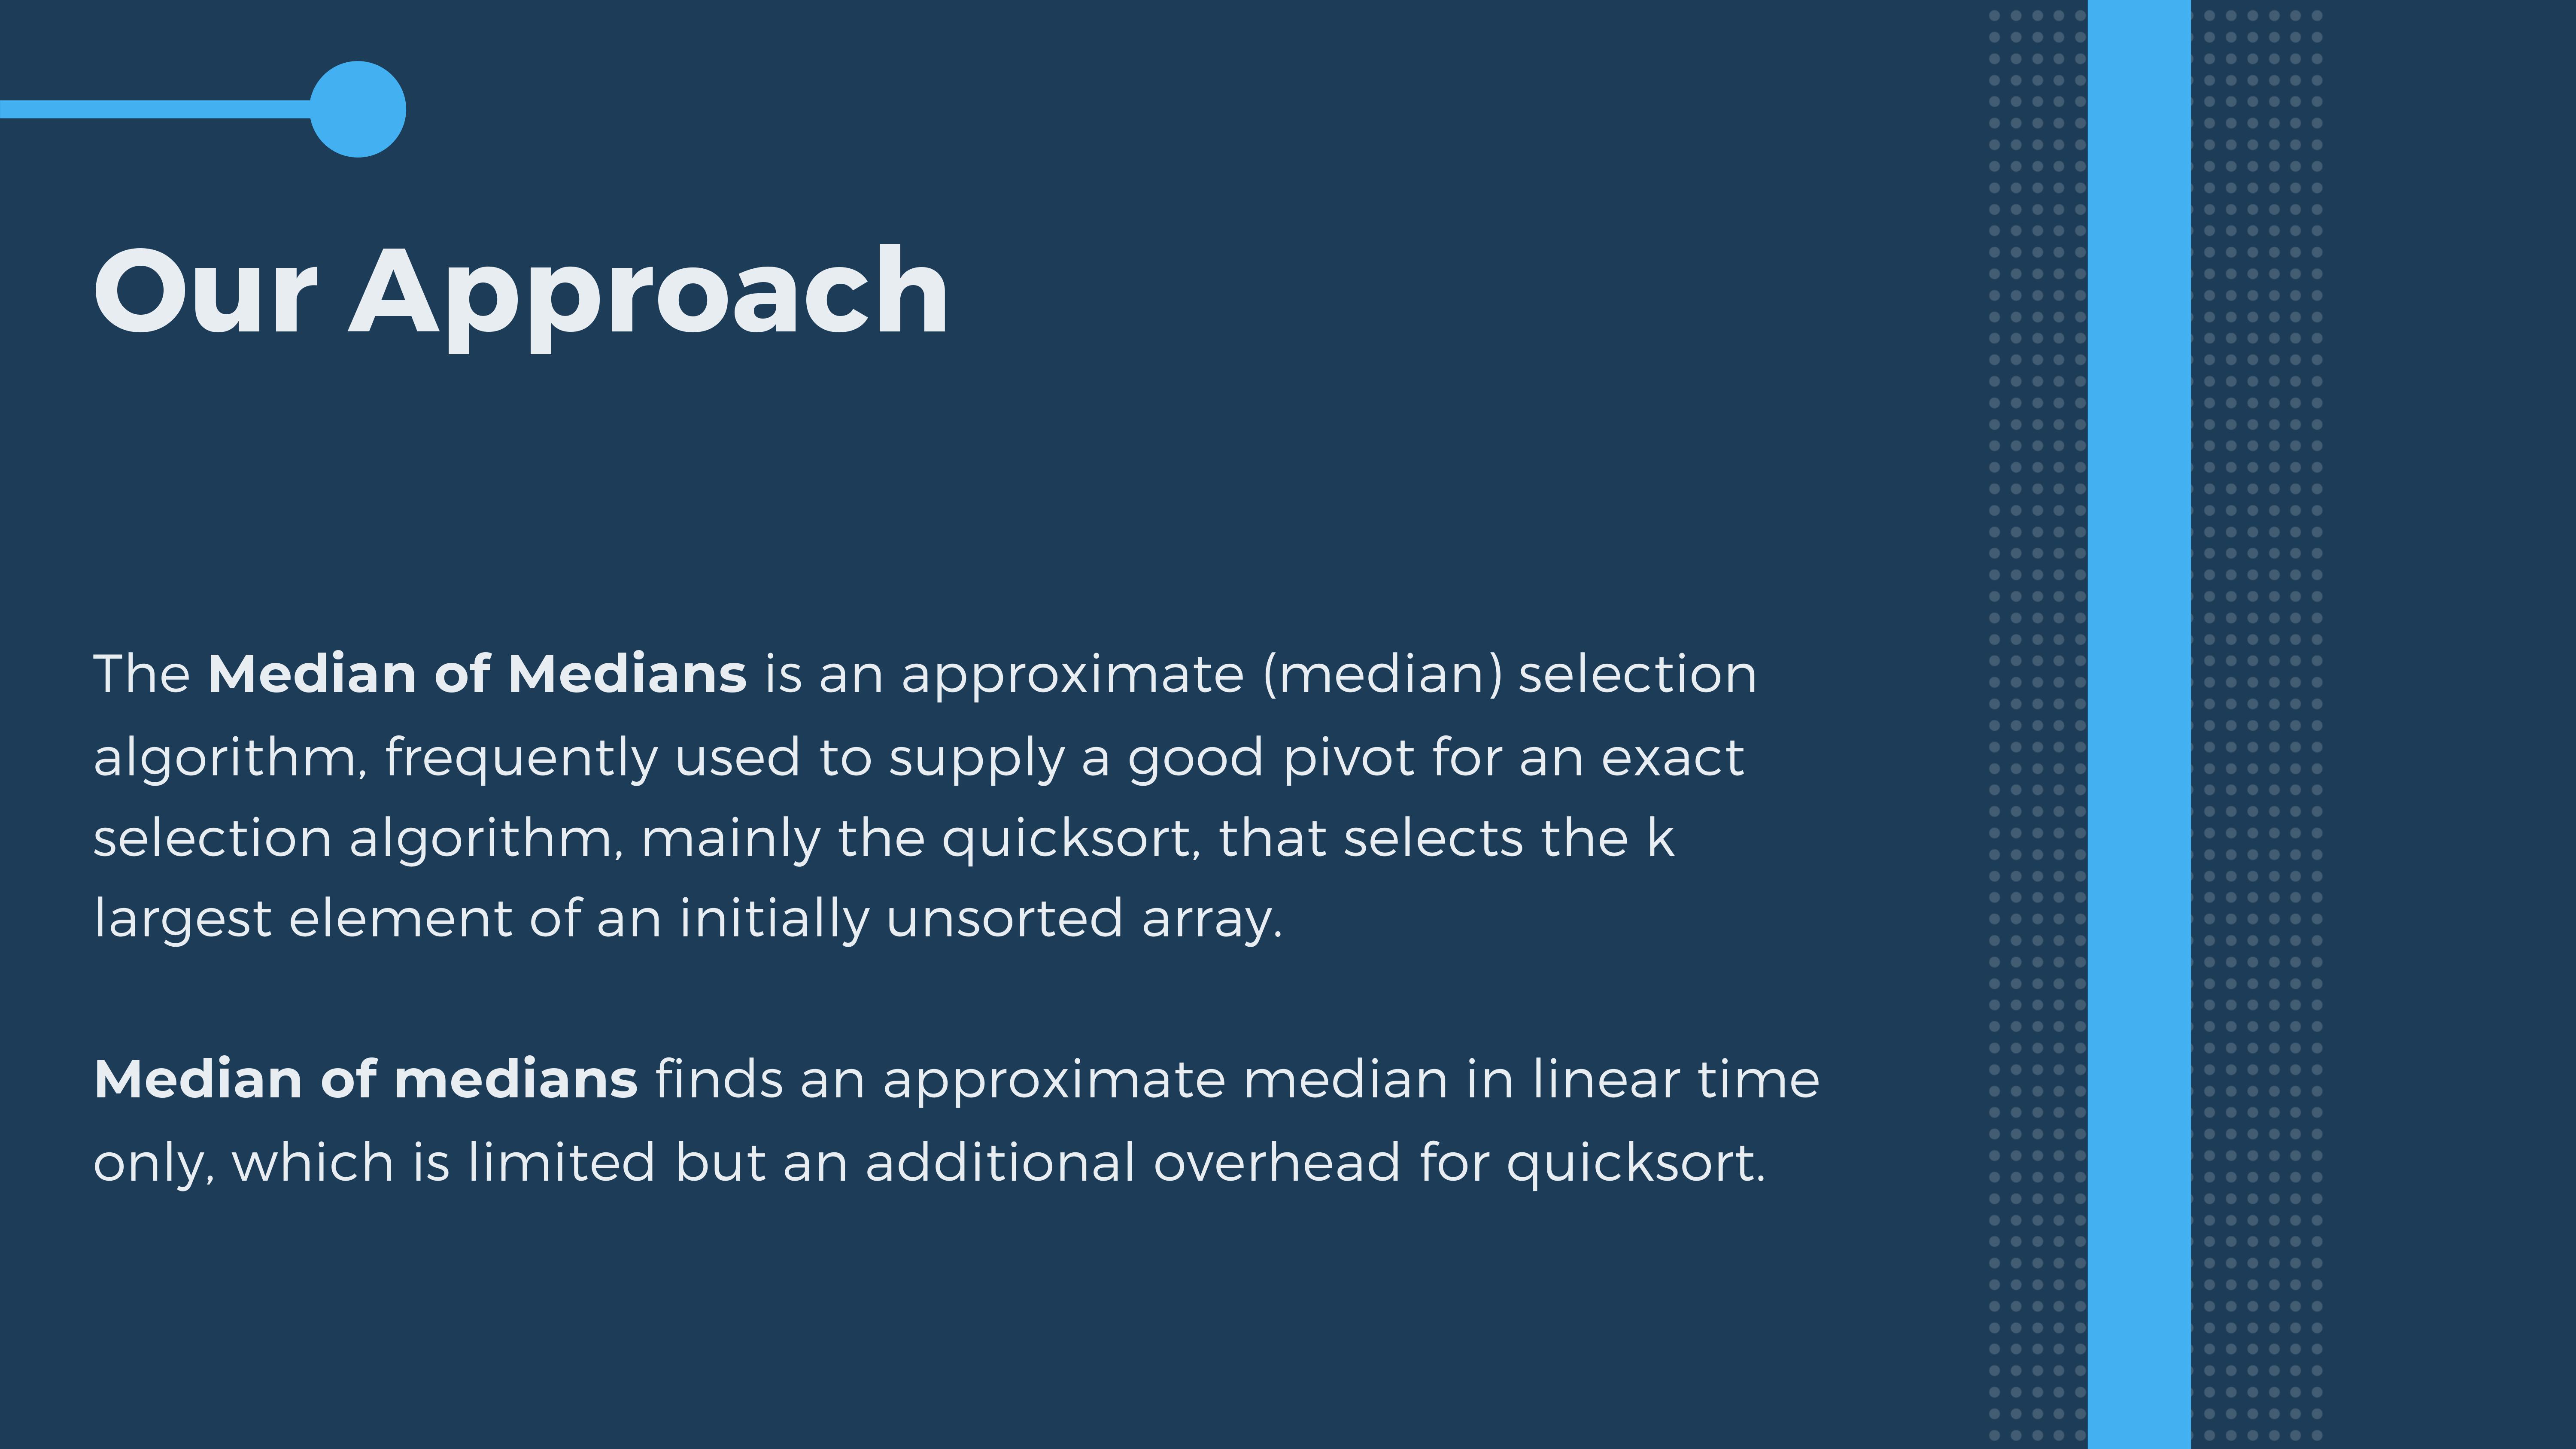 Our Approach
The Median of Medians is an approximate (median) selection
algorithm, frequently used to supply a good pivot for an exact
selection algorithm, mainly the quicksort, that selects the k
largest element of an initially unsorted array.
Median of medians finds an approximate median in linear time
only, which is limited but an additional overhead for quicksort.